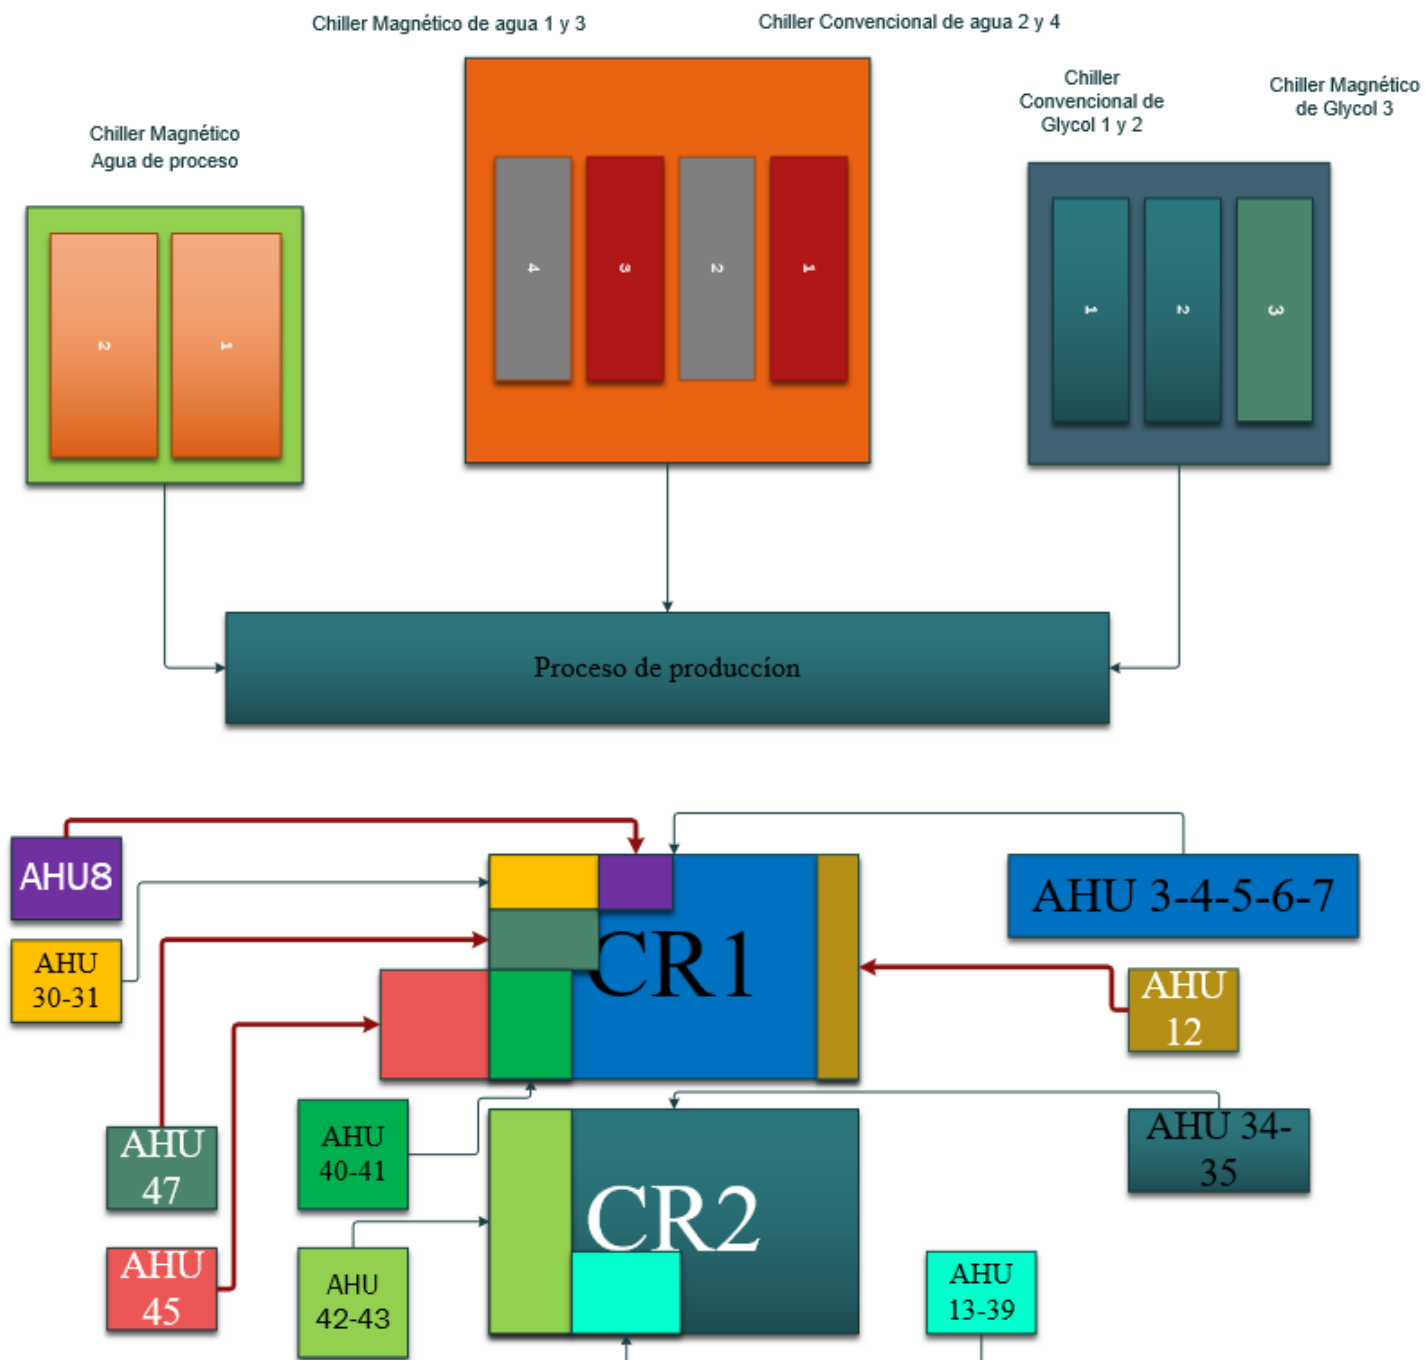 Chiller Magnético de agua 1 y 3
Chiller Convencional de agua 2 y 4
Chiller
Convencional de
Glycol 1 y 2
Chiller Magnético
de Glycol 3
Chiller Magnético
Agua de proceso
2
1
4
3
2
1
1
2
3
Proceso de produccíon
AHU8
AHU
30-31
CR1
AHU 3-4-5-6-7
AHU
12
AHU
47
AHU
40-41
AHU 34-
35
CR2
AHU
45
AHU
42-43
AHU
13-39